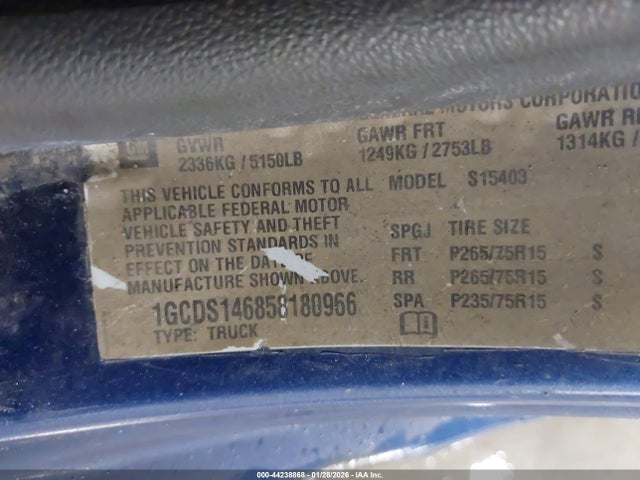 GM MOTORS CORPORATION
GVWR GAWR FRT GAWR
2336KG / 5150LB 1249KG / 2753LB 1314KG /
THIS VEHICLE CONFORMS TO ALL
APPLICABLE FEDERAL MOTOR
VEHICLE SAFETY AND THEFT
PREVENTION STANDARDS IN
EFFECT ON THE DATE OF
MANUFACTURE SHOWN ABOVE.
1GCDS146858180966
TYPE: TRUCK
MODEL S15403
SPGJ TIRE SIZE
FRT P265/75R15 S
RR P265/75R15 S
SPA P235/75R15 S
000-44238868 - 01/28/2026 - IAA Inc.